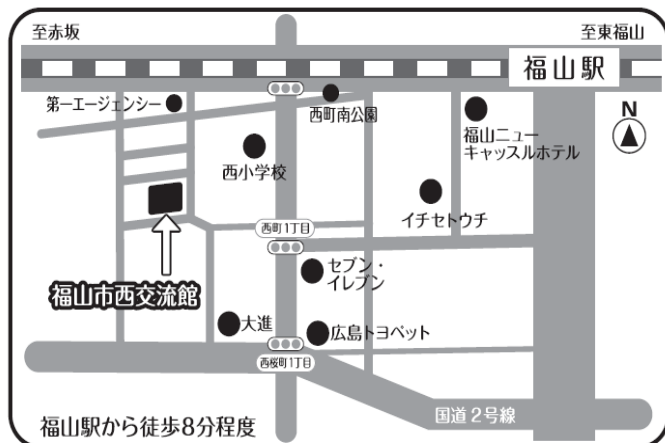 至赤坂
至東福山
福山駅
第一エージェンシー
西町南公園
N
福山ニュー
キャッスルホテル
西小学校
イチセトウチ
西町1丁目
セブン・
イレブン
福山市西交流館
大進
広島トヨペット
西桜町1丁目
国道2号線
福山駅から徒歩8分程度